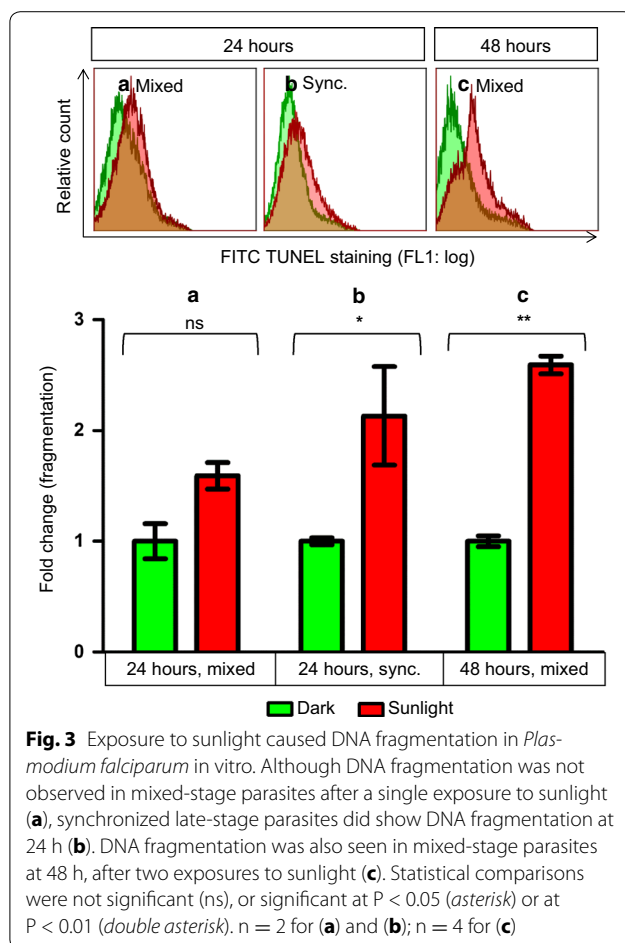 24 hours
48 hours
a Mixed
b Sync.
c Mixed
Relative count
FITC TUNEL staining (FL1: log)
a
b
c
ns
*
**
3
2
1
0
Fold change (fragmentation)
24 hours, mixed
24 hours, sync.
48 hours, mixed
Dark
Sunlight
Fig. 3 Exposure to sunlight caused DNA fragmentation in Plas-
modium falciparum in vitro. Although DNA fragmentation was not
observed in mixed-stage parasites after a single exposure to sunlight
(a), synchronized late-stage parasites did show DNA fragmentation at
24 h (b). DNA fragmentation was also seen in mixed-stage parasites
at 48 h, after two exposures to sunlight (c). Statistical comparisons
were not significant (ns), or significant at P < 0.05 (asterisk) or at
P < 0.01 (double asterisk). n = 2 for (a) and (b); n = 4 for (c)